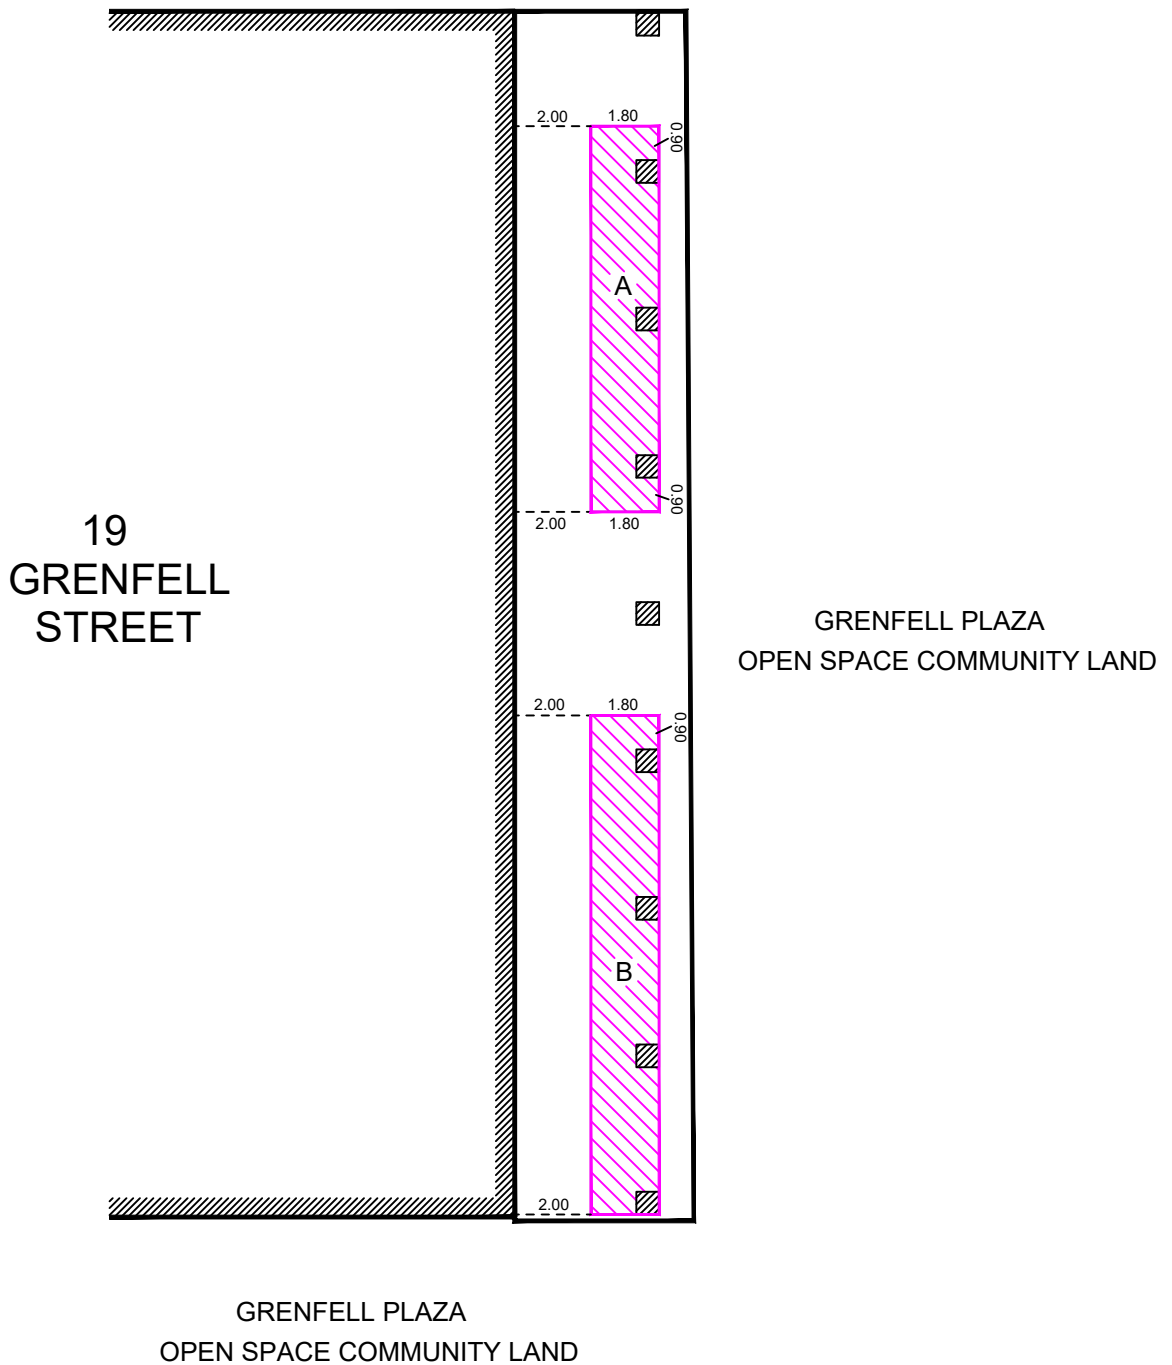 2.00
1.80
0.90
A
0.90
2.00
1.80
19
GRENFELL
STREET
GRENFELL PLAZA
OPEN SPACE COMMUNITY LAND
2.00
1.80
0.90
B
2.00
GRENFELL PLAZA
OPEN SPACE COMMUNITY LAND